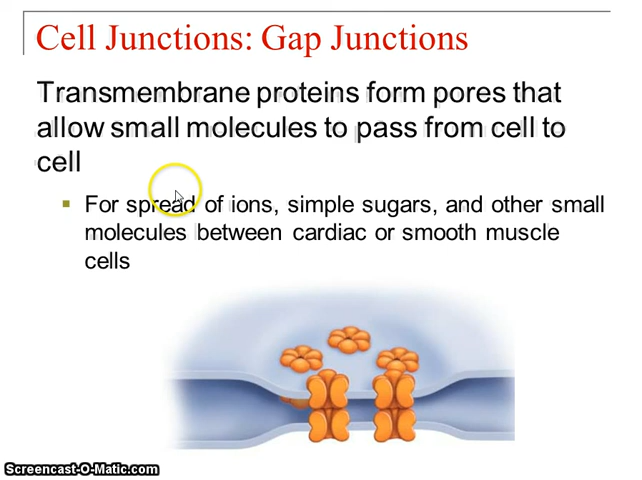 Cell Junctions: Gap Junctions
Transmembrane proteins form pores that
allow small molecules to pass from cell to
cell
For spread of ions, simple sugars, and other small
molecules between cardiac or smooth muscle
cells
Screencast-O-Matic.com